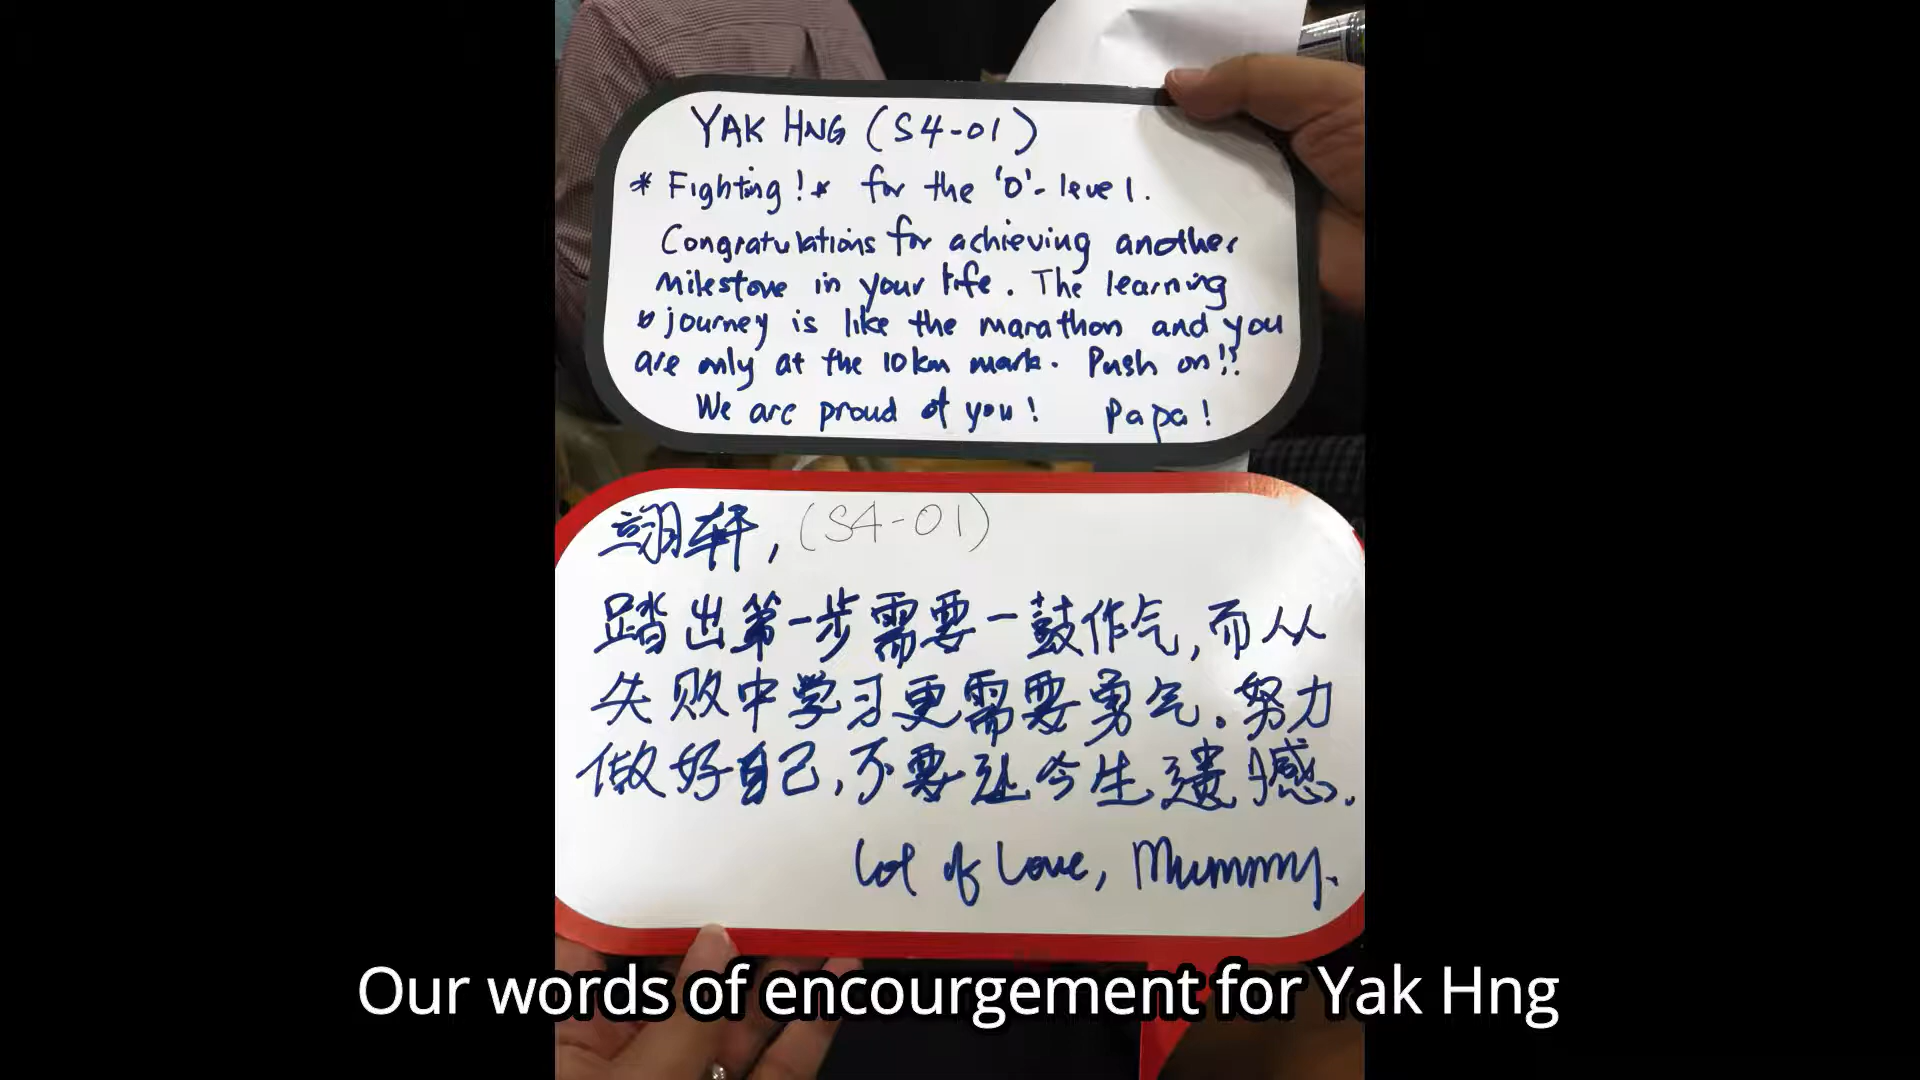 YAK HNG (S4-01)
* Fighting! * for the 'O'- level.
Congratulations for achieving another
milestone in your life. The learning
journey is like the marathon and you
are only at the 10km mark. Push on!!
We are proud of you! Papa!
翊轩, (S4-01)
踏出第一步需要一鼓作气,而从
失败中学习更需要勇气。努力
做好自己,不要让今生遗憾.
Lot of Love, Mummy.
Our words of encourgement for Yak Hng